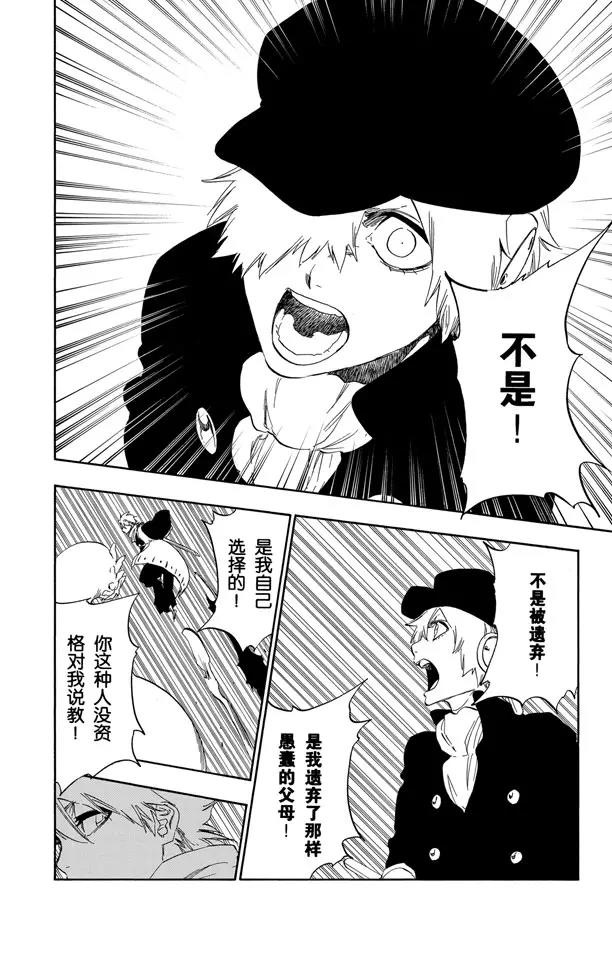 不是！
不是被遗弃！
是我遗弃了那样
愚蠢的父母！
是我自己
选择的！
你这种人没资
格对我说教！